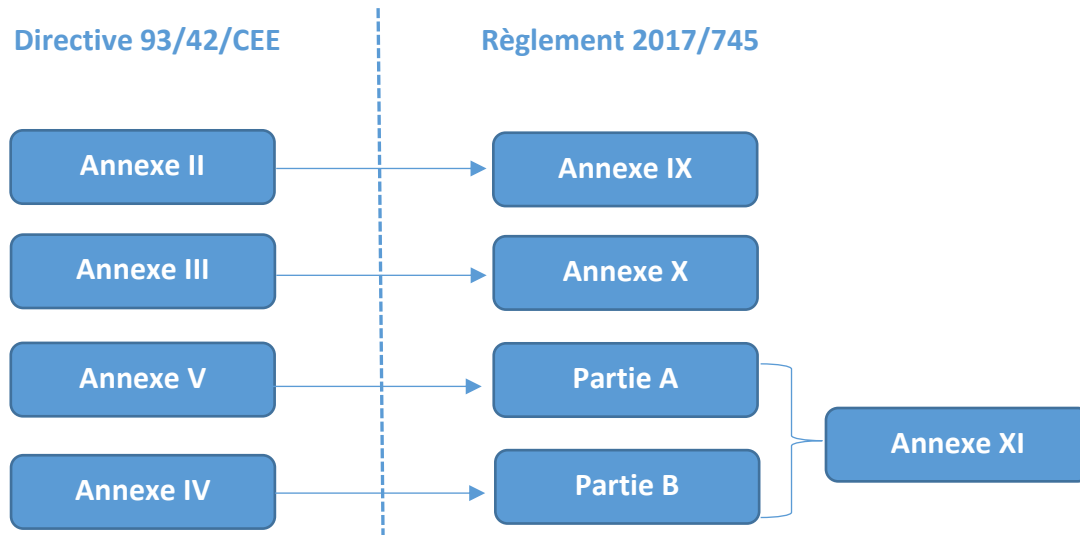 Directive 93/42/CEE
Règlement 2017/745
Annexe II
Annexe IX
Annexe III
Annexe X
Annexe V
Partie A
Annexe XI
Annexe IV
Partie B